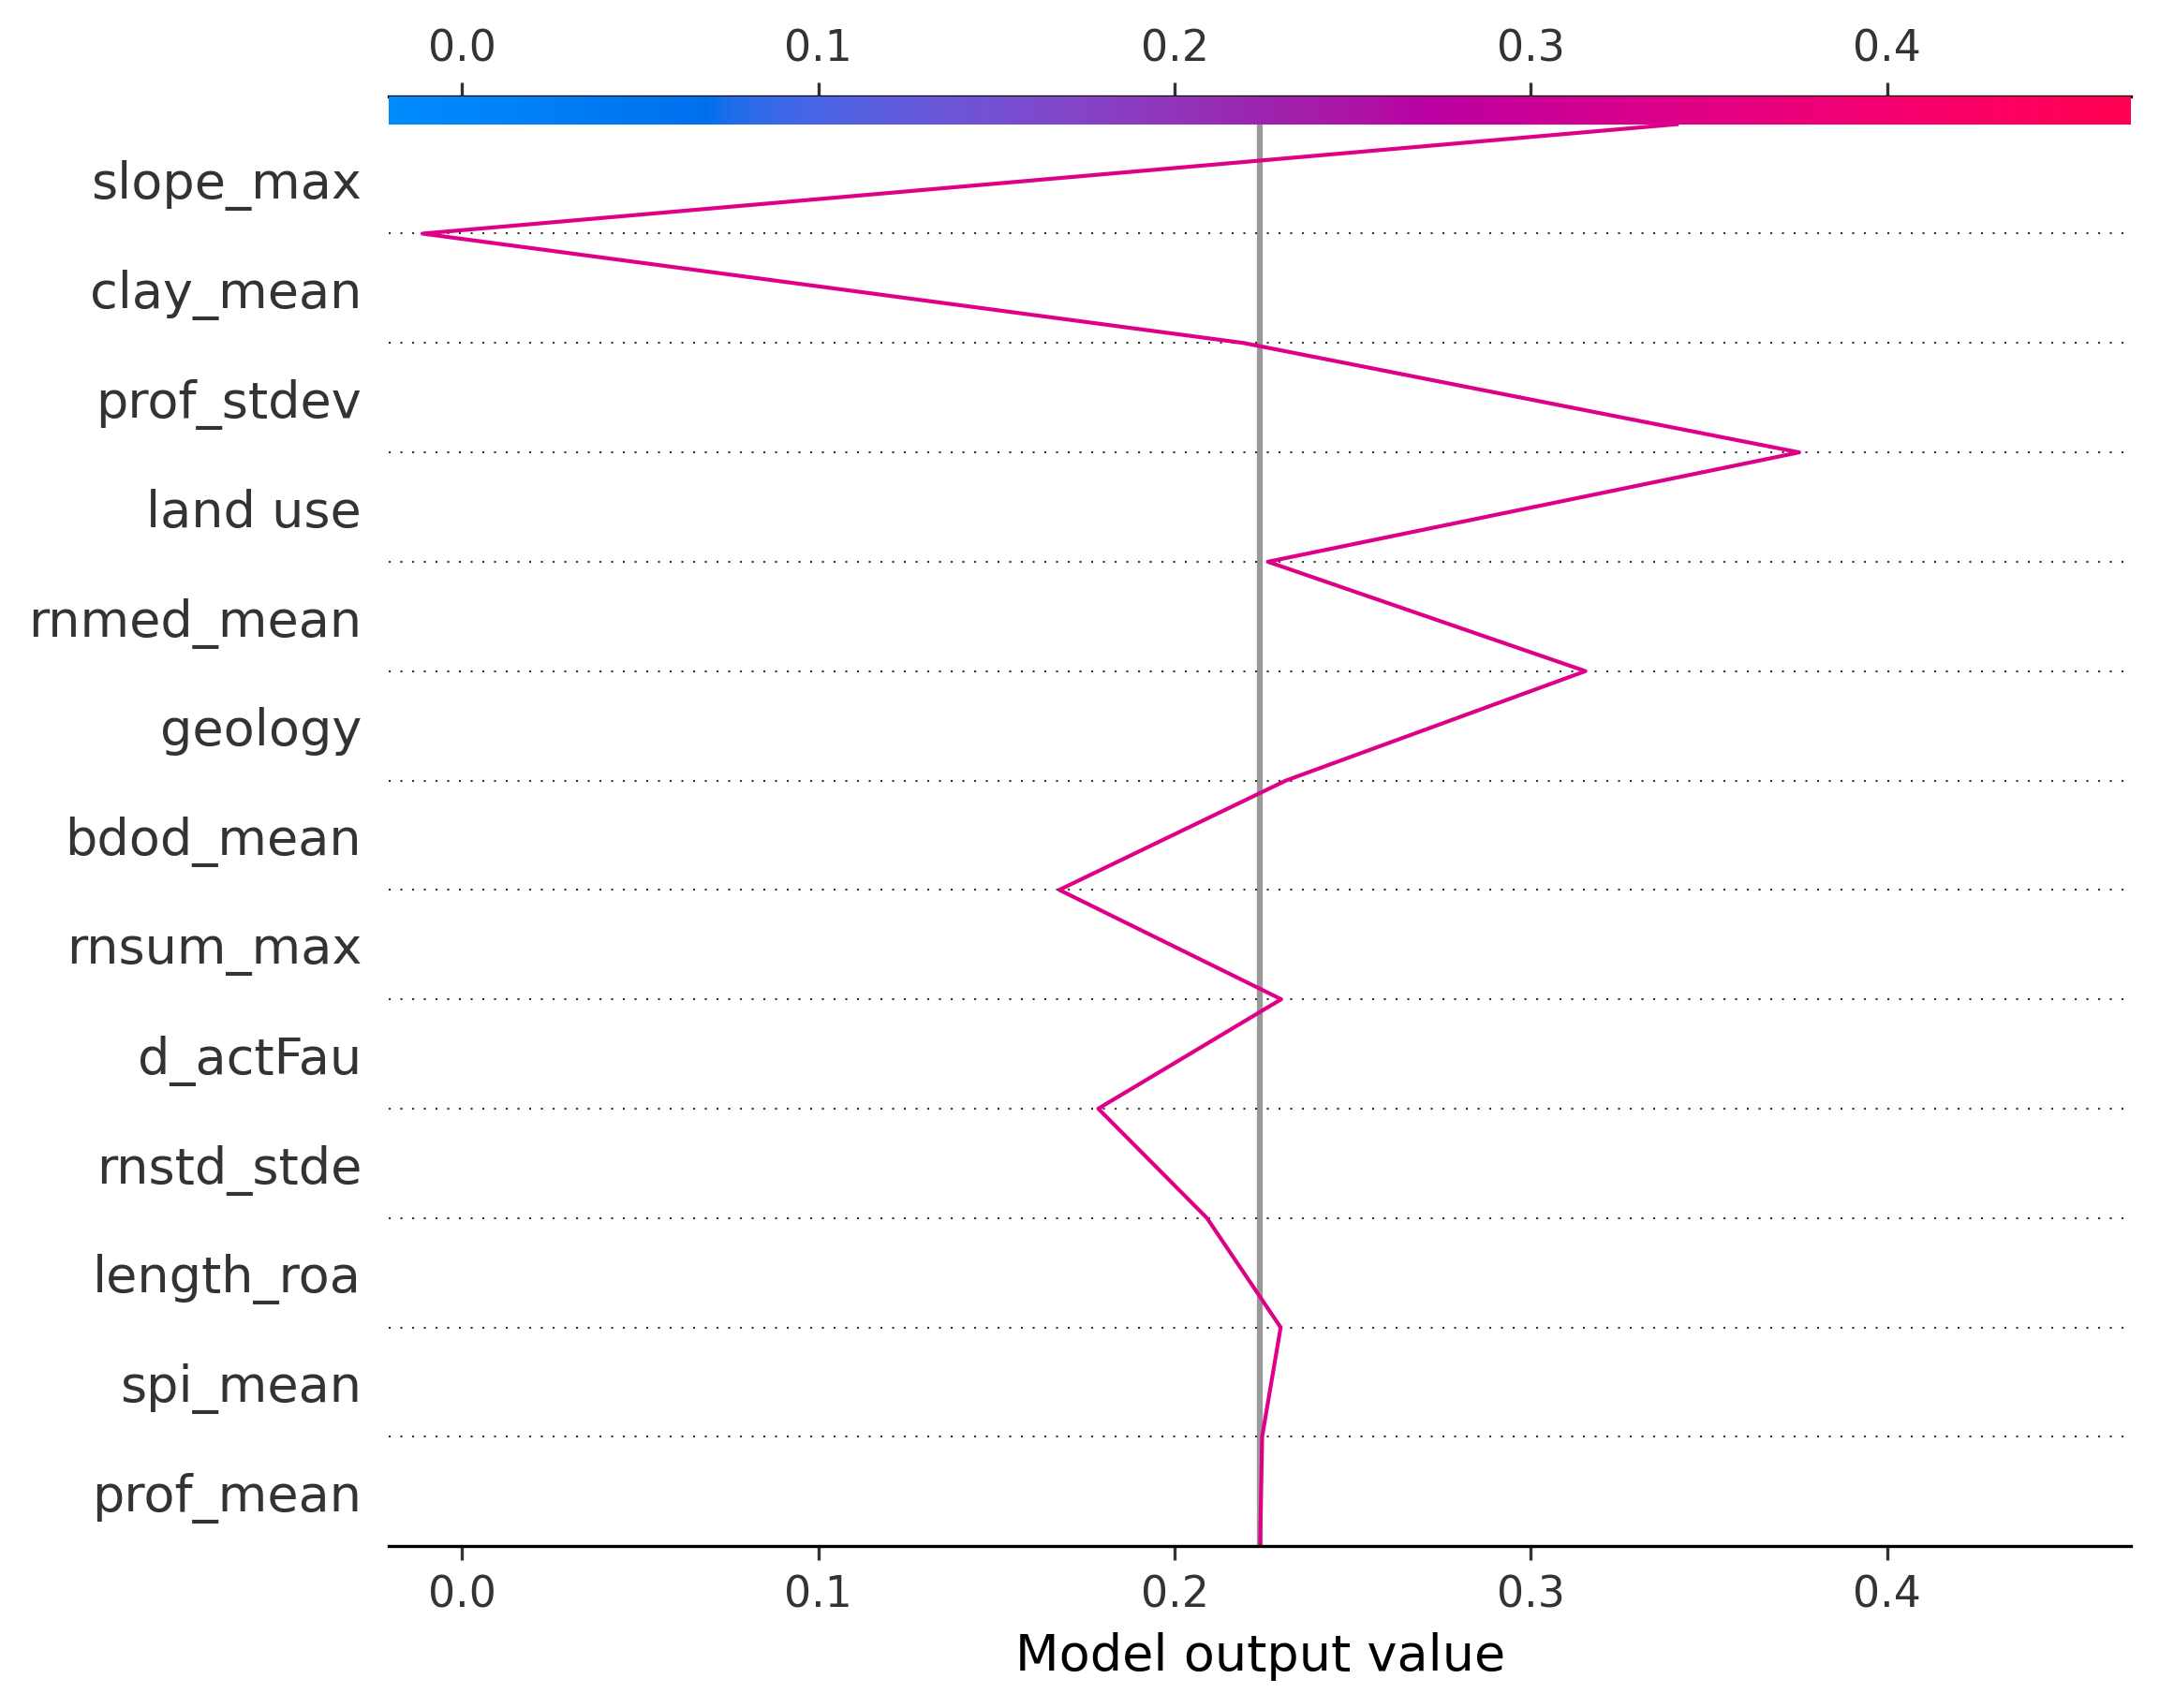 0.0 0.1 0.2 0.3 0.4
slope_max
clay_mean
prof_stdev
land use
rnmed_mean
geology
bdod_mean
rnsum_max
d_actFau
rnstd_stde
length_roa
spi_mean
prof_mean
0.0 0.1 0.2 0.3 0.4
Model output value